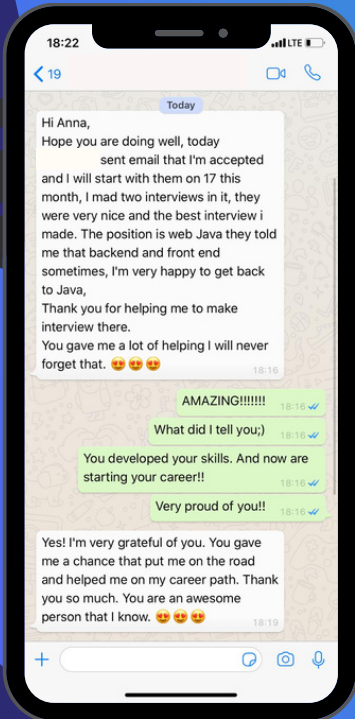 18:22
LTE
19
Today
Hi Anna,
Hope you are doing well, today
sent email that I'm accepted
and I will start with them on 17 this
month, I mad two interviews in it, they
were very nice and the best interview i
made. The position is web Java they told
me that backend and front end
sometimes, I'm very happy to get back
to Java,
Thank you for helping me to make
interview there.
You gave me a lot of helping I will never
forget that. 😍 😍 😍
18:16
AMAZING!!!!!!! 18:16
What did I tell you;) 18:16
You developed your skills. And now are
starting your career!!
18:16
Very proud of you!! 18:16
Yes! I'm very grateful of you. You gave
me a chance that put me on the road
and helped me on my career path. Thank
you so much. You are an awesome
person that I know. 😍 😍 😍
18:19